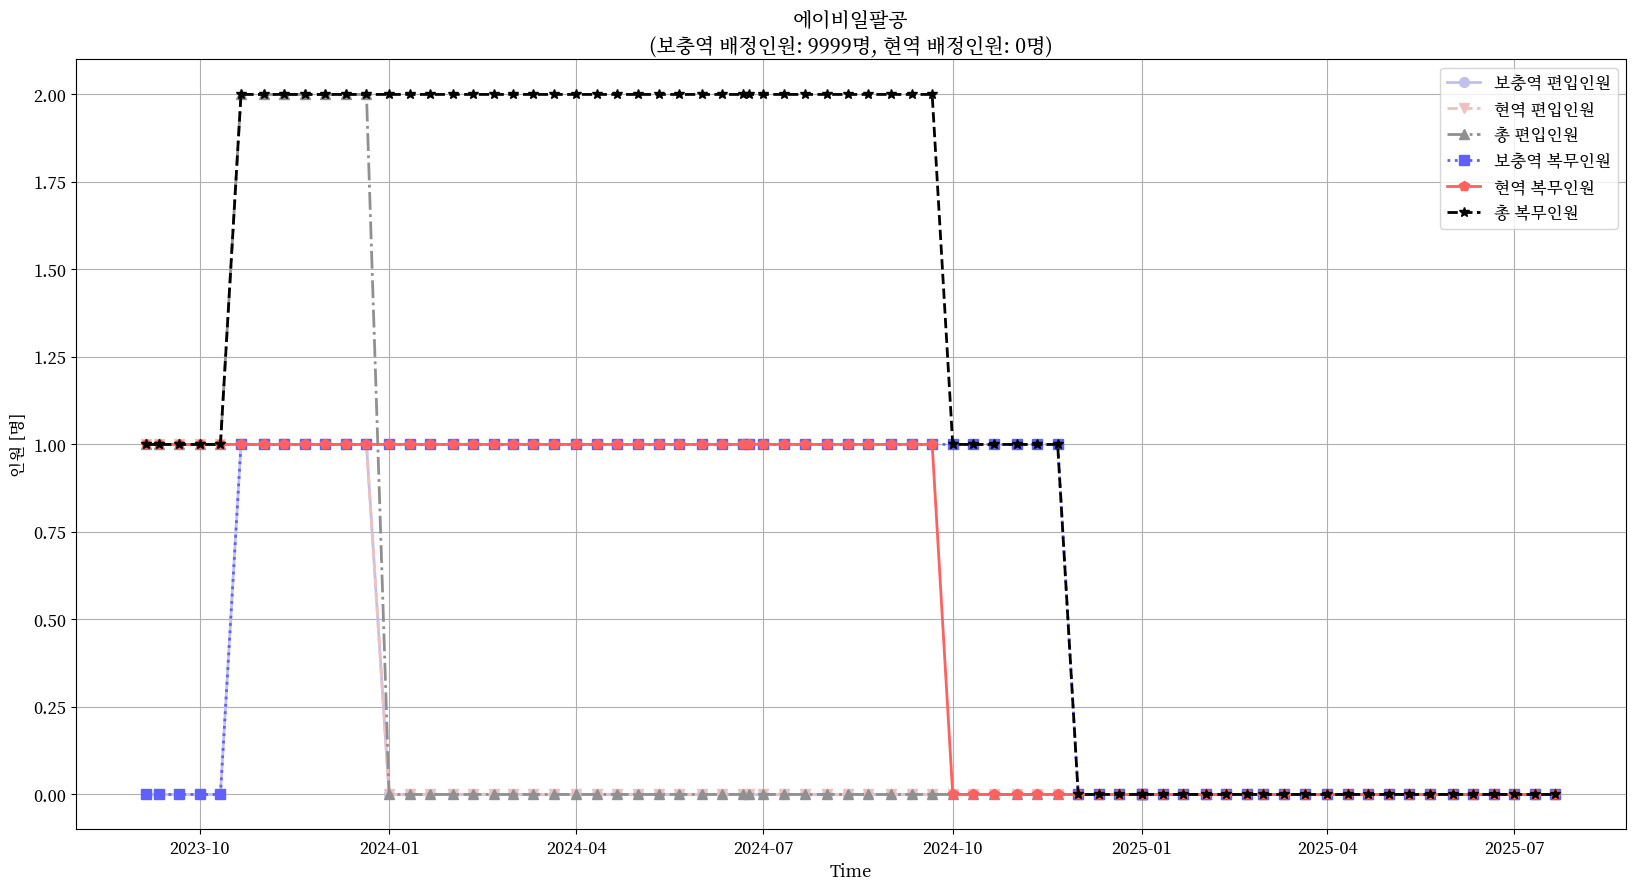 에이비일팔공
(보충역 배정인원: 9999명, 현역 배정인원: 0명)
보충역 편입인원
현역 편입인원
총 편입인원
보충역 복무인원
현역 복무인원
총 복무인원
인원 [명]
2.00
1.75
1.50
1.25
1.00
0.75
0.50
0.25
0.00
2023-10
2024-01
2024-04
2024-07
2024-10
2025-01
2025-04
2025-07
Time